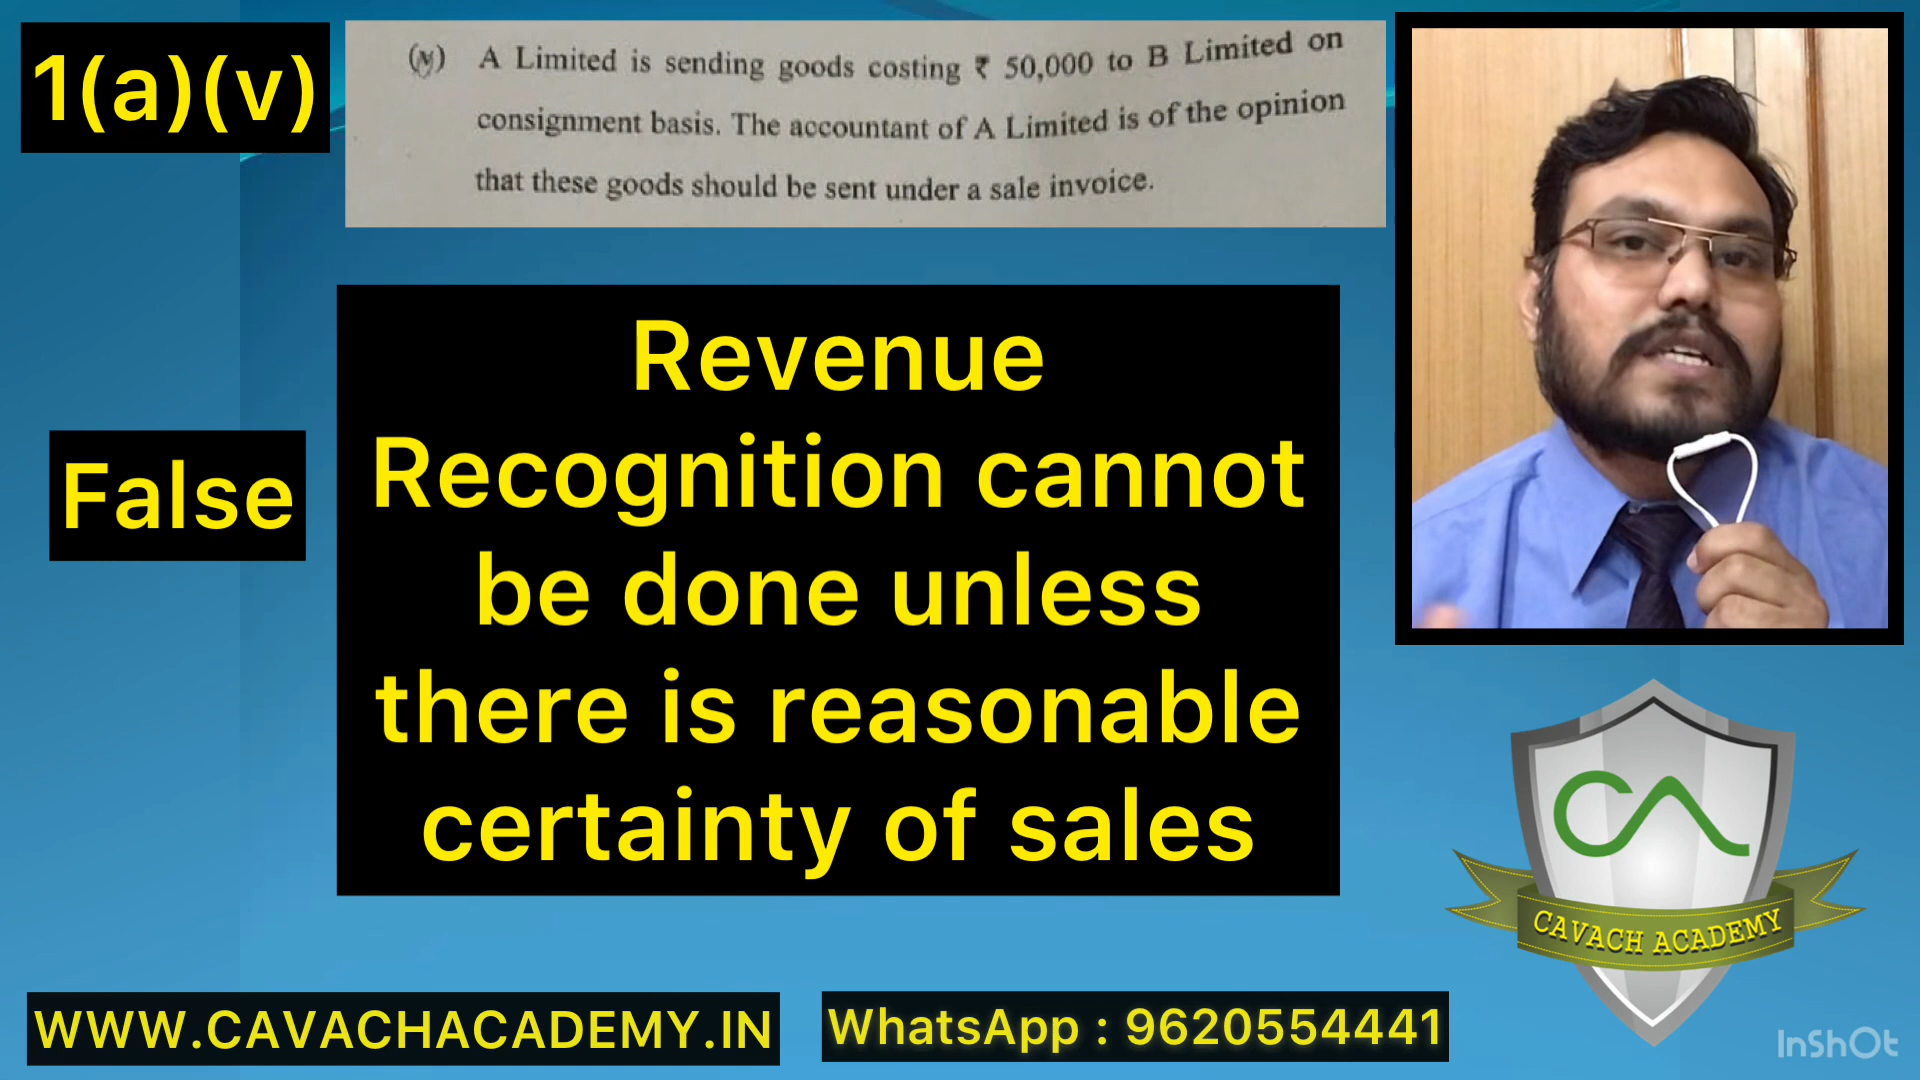 1(a)(v)
(v) A Limited is sending goods costing ₹ 50,000 to B Limited on
consignment basis. The accountant of A Limited is of the opinion
that these goods should be sent under a sale invoice.
False
Revenue
Recognition cannot
be done unless
there is reasonable
certainty of sales
CA
CAVACH ACADEMY
WWW.CAVACHACADEMY.IN
WhatsApp : 9620554441
InShOt